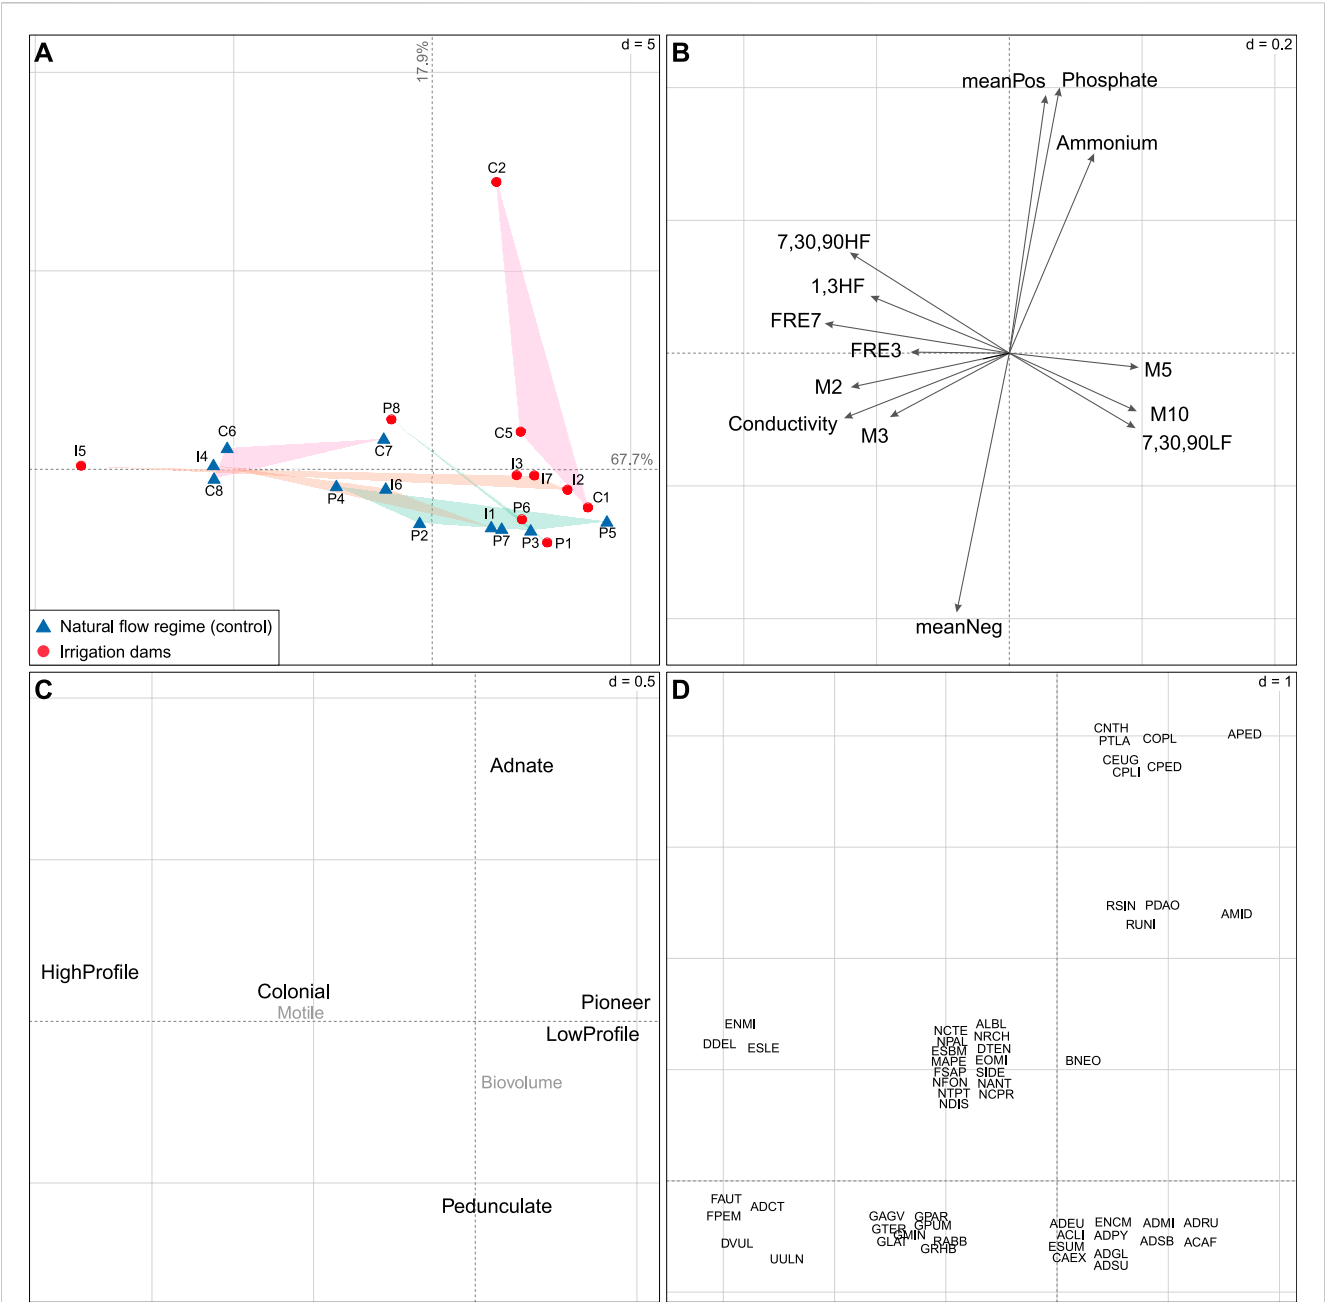 A
17.9%
d = 5
C2
P8
C6
C7
C5
I5
I4
67.7%
I3
I7
I2
C8
P4
I6
C1
P6
P2
I1
P7
P3
P1
P5
Natural flow regime (control)
Irrigation dams
B
d = 0.2
meanPos
Phosphate
Ammonium
7,30,90HF
1,3HF
FRE7
FRE3
M2
M5
Conductivity
M3
M10
7,30,90LF
meanNeg
C
d = 0.5
Adnate
HighProfile
Colonial
Motile
Pioneer
LowProfile
Biovolume
Pedunculate
D
d = 1
CNTH
PTLA
COPL
APED
CEUG
CPLI
CPED
RSIN
PDAO
AMID
RUNI
ENMI
DDEL
ESLE
NCTE
ALBL
NPAL
NRCH
ESBM
DTEN
MAPE
EOMI
FSAP
SIDE
NFON
NANT
NTPT
NCPR
NDIS
BNEO
FAUT
ADCT
FPEM
DVUL
UULN
GAGV
GPAR
GTER
GPUM
GMIN
GLAT
RABB
GRHB
ADEU
ENCM
ADMI
ADRU
ACLI
ADPY
ESUM
ADSB
ACAF
CAEX
ADGL
ADSU